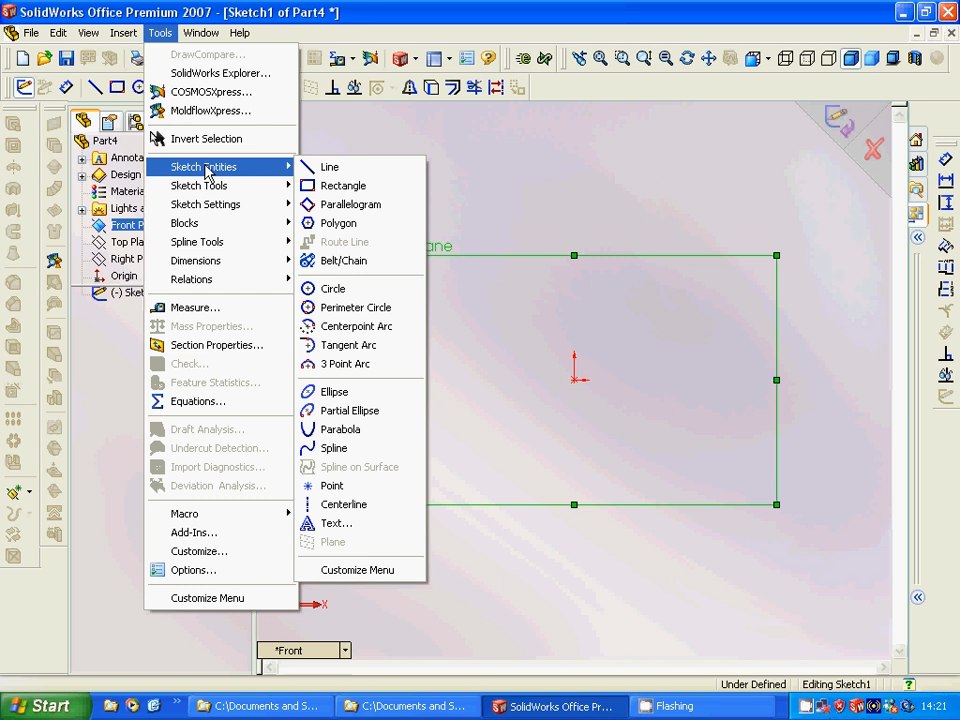 SolidWorks Office Premium 2007 - [Sketch1 of Part4 *]
File Edit View Insert Tools Window Help
DrawCompare...
SolidWorks Explorer...
COSMOSXpress...
MoldflowXpress...
Invert Selection
Sketch Entities
Sketch Tools
Sketch Settings
Blocks
Spline Tools
Dimensions
Relations
Measure...
Mass Properties...
Section Properties...
Check...
Feature Statistics...
Equations...
Draft Analysis...
Undercut Detection...
Import Diagnostics...
Deviation Analysis...
Macro
Add-Ins...
Customize...
Options...
Customize Menu
Line
Rectangle
Parallelogram
Polygon
Route Line
Belt/Chain
Circle
Perimeter Circle
Centerpoint Arc
Tangent Arc
3 Point Arc
Ellipse
Partial Ellipse
Parabola
Spline
Spline on Surface
Point
Centerline
Text...
Plane
Customize Menu
Part4
Annota
Design
Materia
Lights a
Front P
Top Pla
Right P
Origin
(-) Sket
ane
X
*Front
Under Defined Editing Sketch1
Start C:\Documents and S... C:\Documents and S... SolidWorks Office Pr... Flashing 14:21